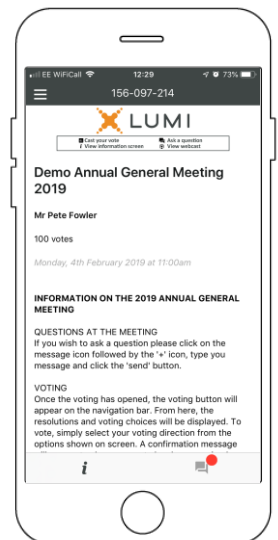 EE WiFiCall 12:29 73%
156-097-214
LUMI
Cast your vote Ask a question
i View information screen View webcast
Demo Annual General Meeting
2019
Mr Pete Fowler
100 votes
Monday, 4th February 2019 at 11:00am
INFORMATION ON THE 2019 ANNUAL GENERAL
MEETING
QUESTIONS AT THE MEETING
If you wish to ask a question please click on the
message icon followed by the '+' icon, type you
message and click the 'send' button.
VOTING
Once the voting has opened, the voting button will
appear on the navigation bar. From here, the
resolutions and voting choices will be displayed. To
vote, simply select your voting direction from the
options shown on screen. A confirmation message
i